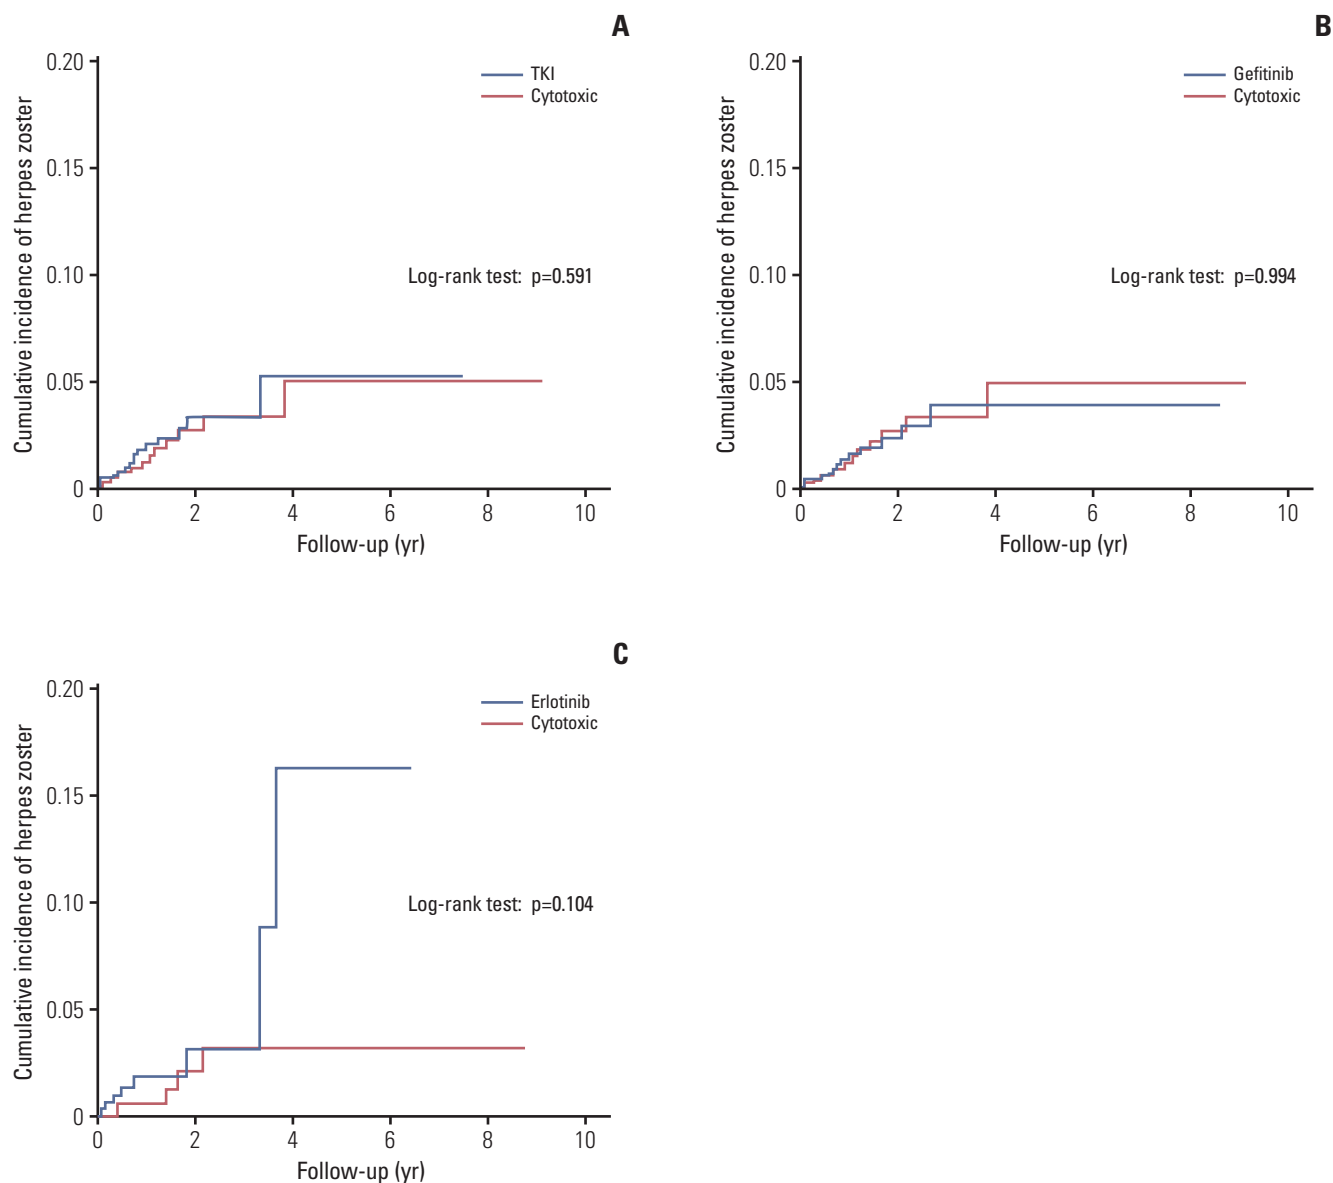 A
Cumulative incidence of herpes zoster
0.20
0.15
0.10
0.05
0
TKI
Cytotoxic
Log-rank test: p=0.591
0 2 4 6 8 10
Follow-up (yr)
B
Cumulative incidence of herpes zoster
0.20
0.15
0.10
0.05
0
Gefitinib
Cytotoxic
Log-rank test: p=0.994
0 2 4 6 8 10
Follow-up (yr)
C
Cumulative incidence of herpes zoster
0.20
0.15
0.10
0.05
0
Erlotinib
Cytotoxic
Log-rank test: p=0.104
0 2 4 6 8 10
Follow-up (yr)